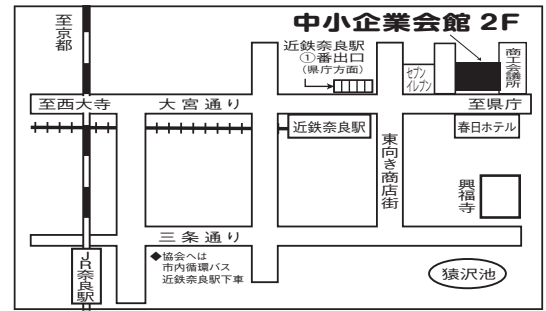 中小企業会館 2F
至京都
近鉄奈良駅
①番出口
(県庁方面)
セブン
イレブン
商工会議所
至西大寺
大宮通り
至県庁
近鉄奈良駅
春日ホテル
東向き商店街
興福寺
三条通り
JR奈良駅
◆協会へは
市内循環バス
近鉄奈良駅下車
猿沢池